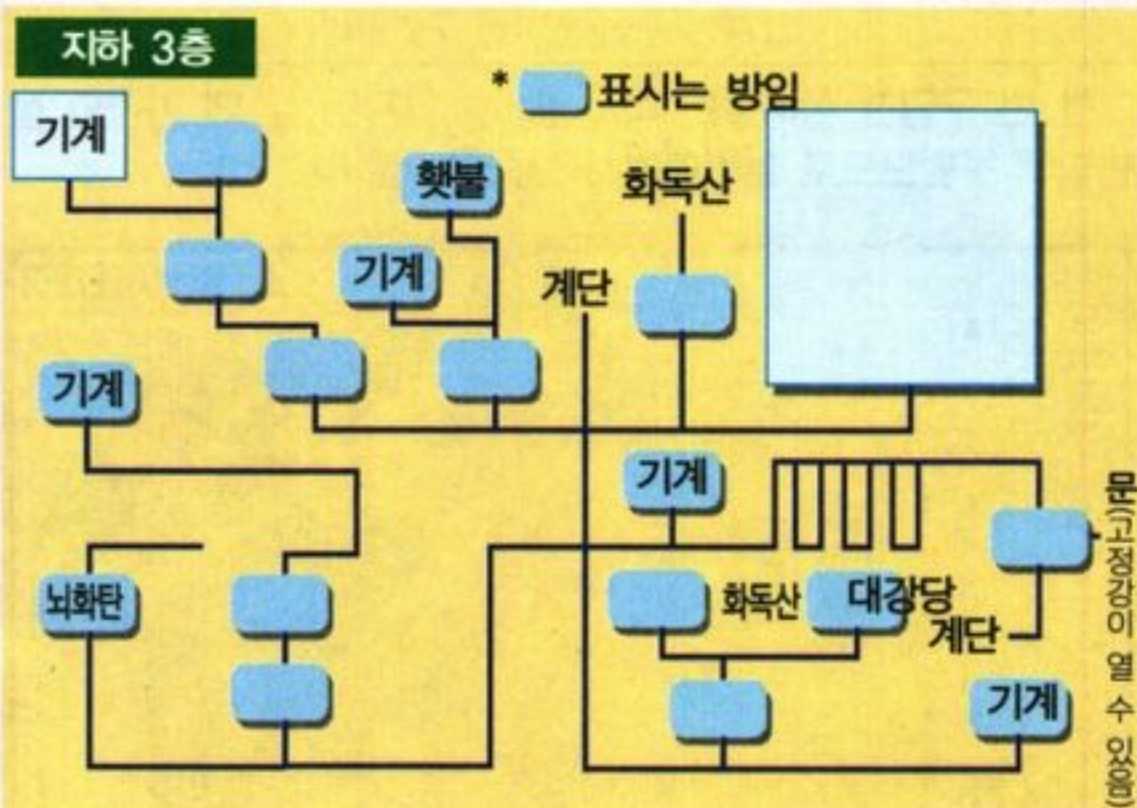 지하 3층
* 표시는 방임
기계
횃불
화독산
기계
계단
기계
기계
뇌화탄
화독산
대강당
계단
기계
문(고정강이 열 수 있음)